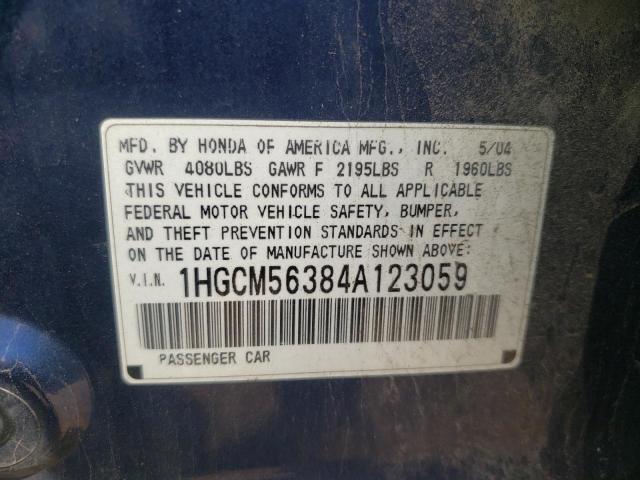 MFD. BY HONDA OF AMERICA MFG., INC. 5/04
GVWR 4080LBS GAWR F 2195LBS R 1960LBS
THIS VEHICLE CONFORMS TO ALL APPLICABLE
FEDERAL MOTOR VEHICLE SAFETY, BUMPER,
AND THEFT PREVENTION STANDARDS IN EFFECT
ON THE DATE OF MANUFACTURE SHOWN ABOVE:
V.I.N. 1HGCM56384A123059
PASSENGER CAR